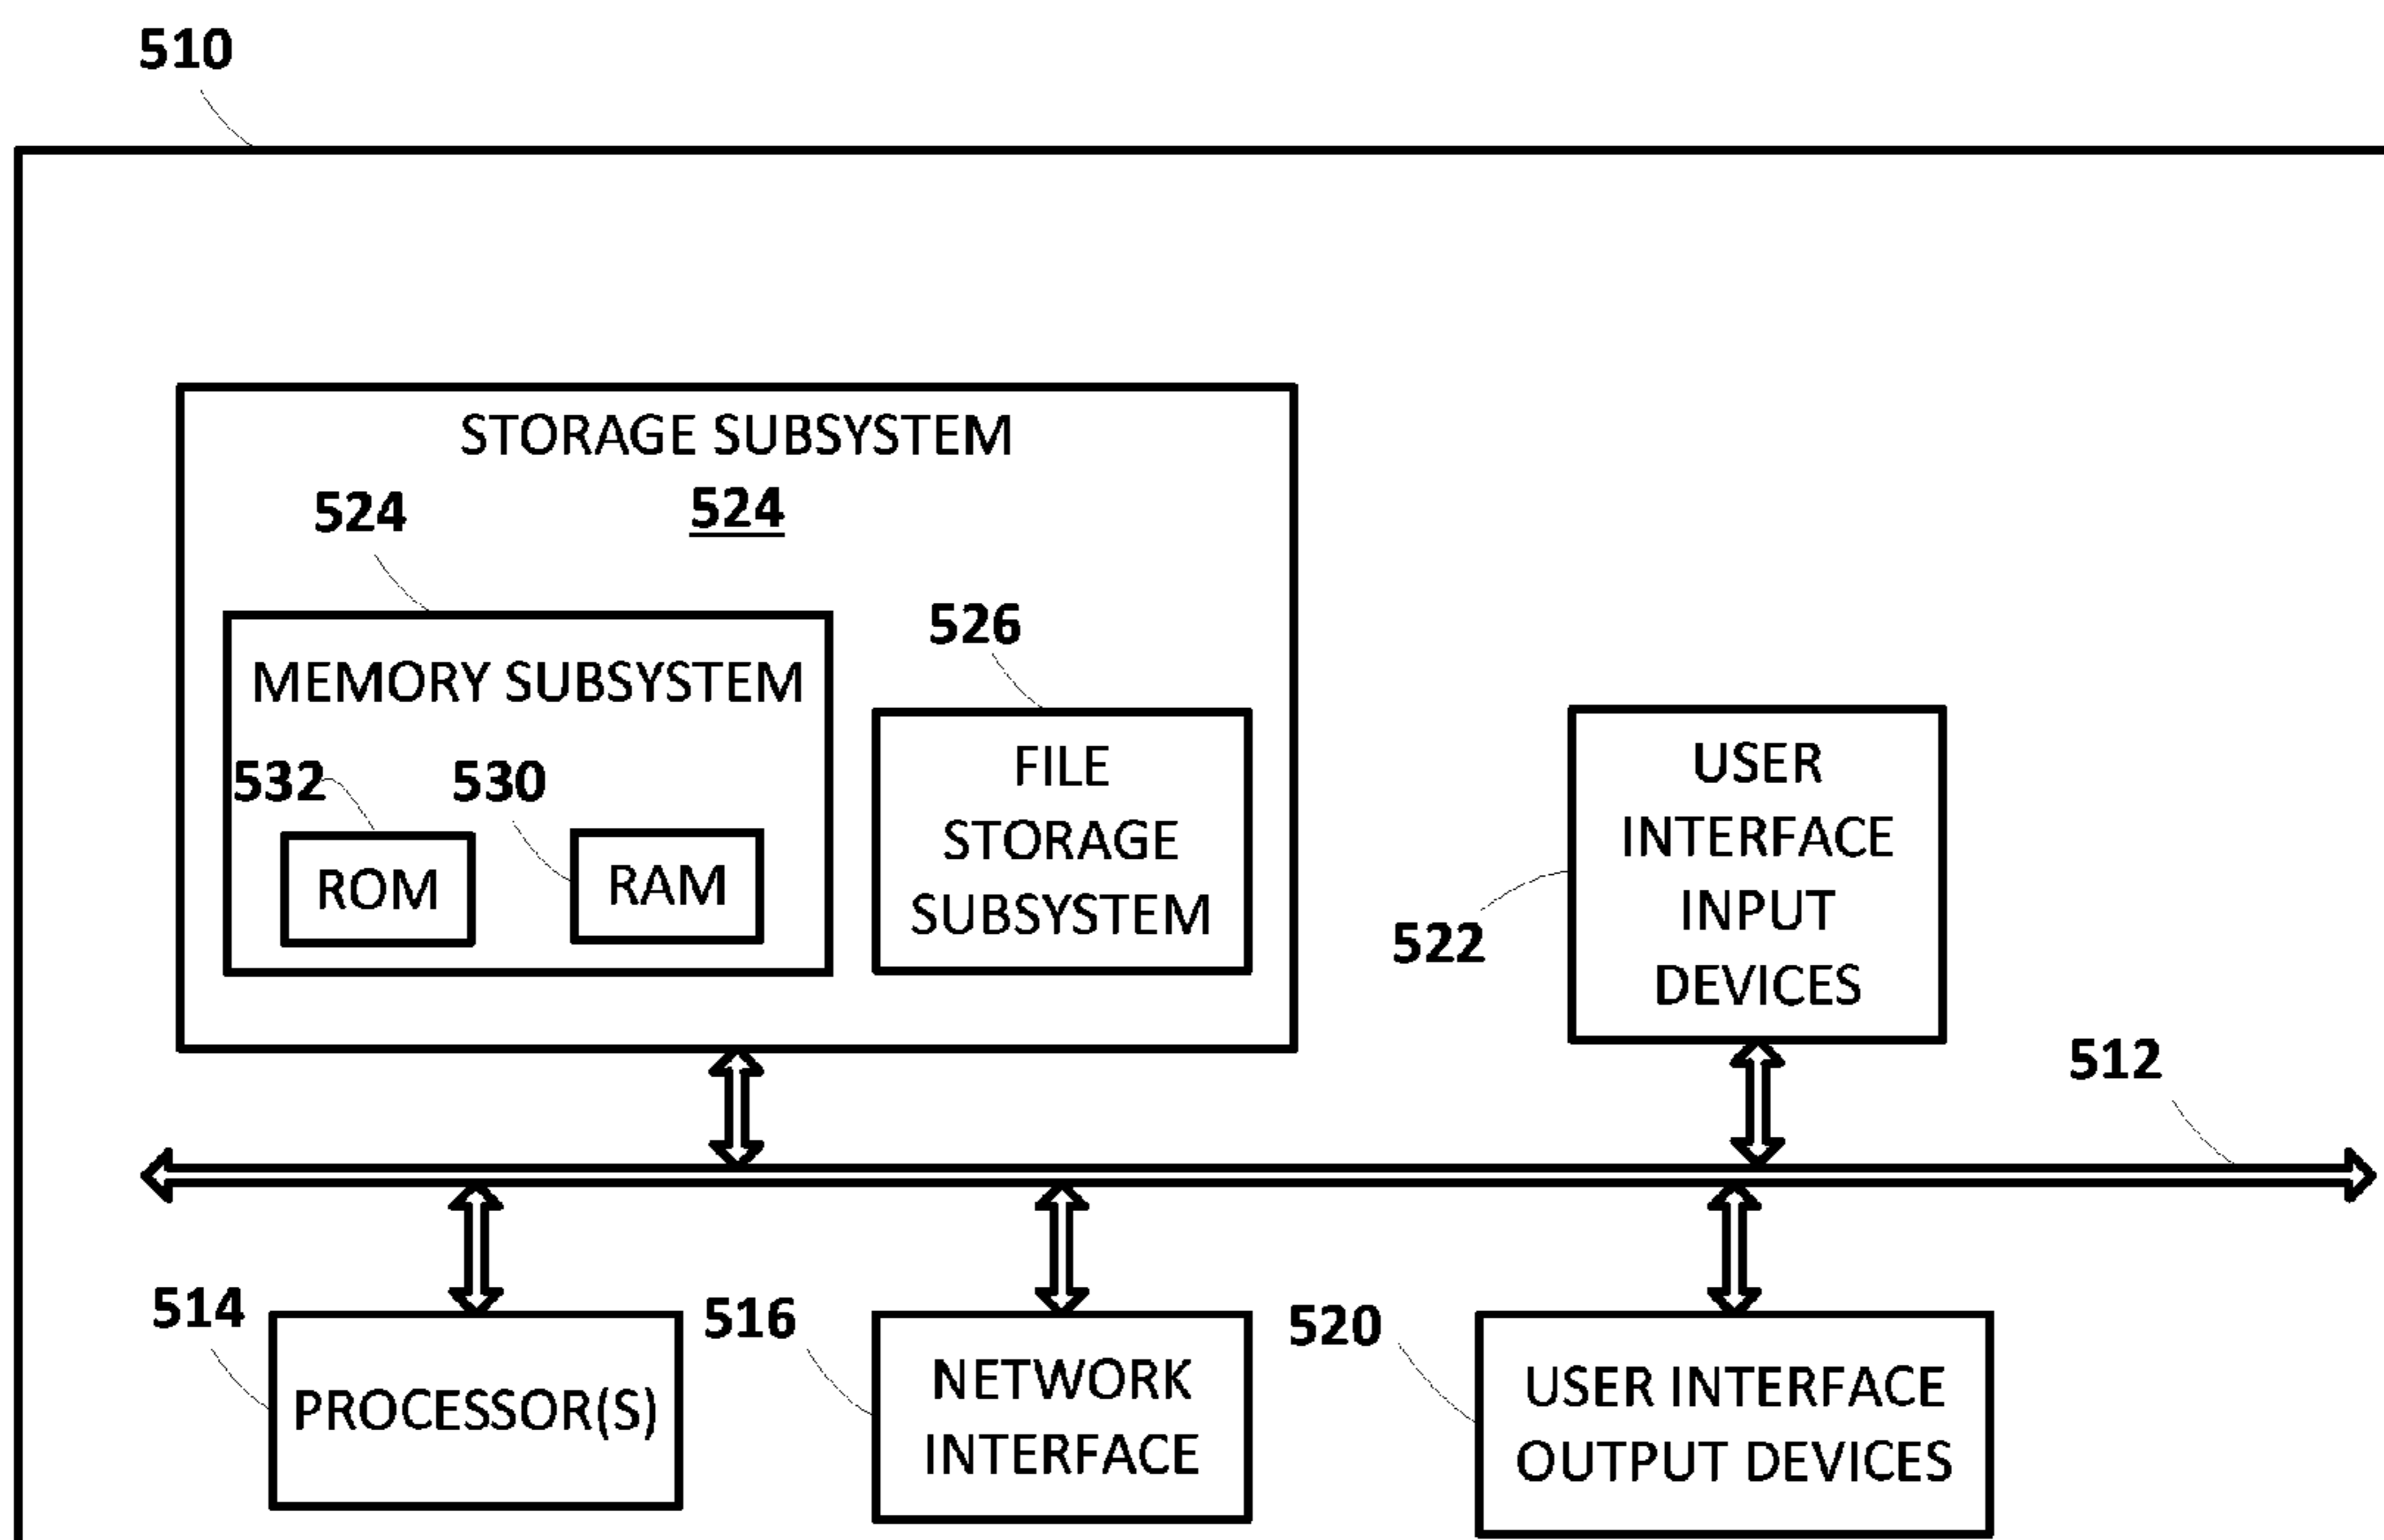 510
STORAGE SUBSYSTEM
524
524
MEMORY SUBSYSTEM
532
530
ROM
RAM
526
FILE
STORAGE
SUBSYSTEM
USER
INTERFACE
INPUT
DEVICES
522
512
514
PROCESSOR(S)
516
NETWORK
INTERFACE
520
USER INTERFACE
OUTPUT DEVICES